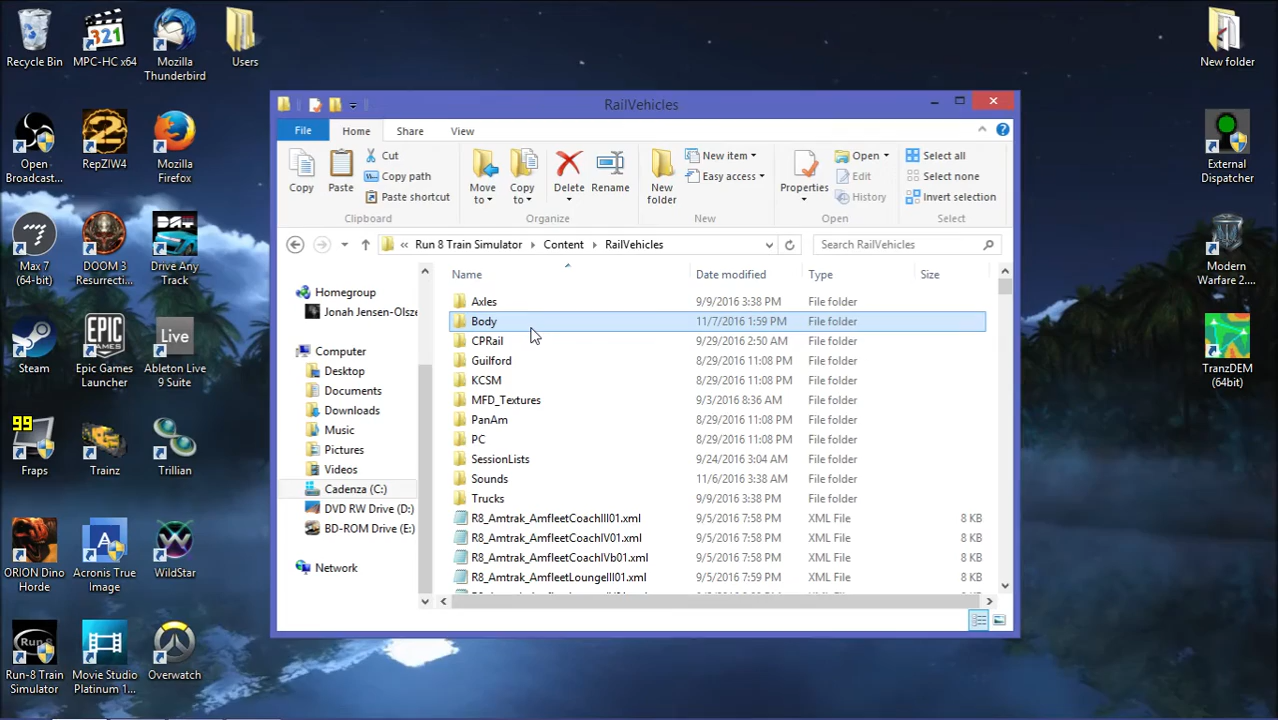 Recycle Bin
MPC-HC x64
Mozilla
Thunderbird
Users
New folder
Open
Broadcast...
RepZIW4
Mozilla
Firefox
External
Dispatcher
Max 7
(64-bit)
DOOM 3
Resurrecti...
Drive Any
Track
Modern
Warfare 2....
Steam
Epic Games
Launcher
Ableton Live
9 Suite
TranzDEM
(64bit)
99
Fraps
Trainz
Trillian
ORION Dino
Horde
Acronis True
Image
WildStar
Run-8 Train
Simulator
Movie Studio
Platinum 1...
Overwatch
RailVehicles
File
Home
Share
View
Copy
Paste
Cut
Copy path
Paste shortcut
Clipboard
Move
to
Copy
to
Delete
Rename
Organize
New
folder
New item
Easy access
New
Properties
Open
Edit
History
Open
Select all
Select none
Invert selection
Select
« Run 8 Train Simulator Content RailVehicles
Search RailVehicles
Homegroup
Jonah Jensen-Olsze
Computer
Desktop
Documents
Downloads
Music
Pictures
Videos
Cadenza (C:)
DVD RW Drive (D:)
BD-ROM Drive (E:)
Network
Name Date modified Type Size
Axles 9/9/2016 3:38 PM File folder
Body 11/7/2016 1:59 PM File folder
CPRail 9/29/2016 2:50 AM File folder
Guilford 8/29/2016 11:08 PM File folder
KCSM 8/29/2016 11:08 PM File folder
MFD_Textures 9/3/2016 8:36 AM File folder
PanAm 8/29/2016 11:08 PM File folder
PC 8/29/2016 11:08 PM File folder
SessionLists 9/24/2016 3:04 AM File folder
Sounds 11/6/2016 3:38 AM File folder
Trucks 9/9/2016 3:38 PM File folder
R8_Amtrak_AmfleetCoachIII01.xml 9/5/2016 7:58 PM XML File 8 KB
R8_Amtrak_AmfleetCoachIV01.xml 9/5/2016 7:58 PM XML File 8 KB
R8_Amtrak_AmfleetCoachIVb01.xml 9/5/2016 7:58 PM XML File 8 KB
R8_Amtrak_AmfleetLoungeIII01.xml 9/5/2016 7:59 PM XML File 8 KB